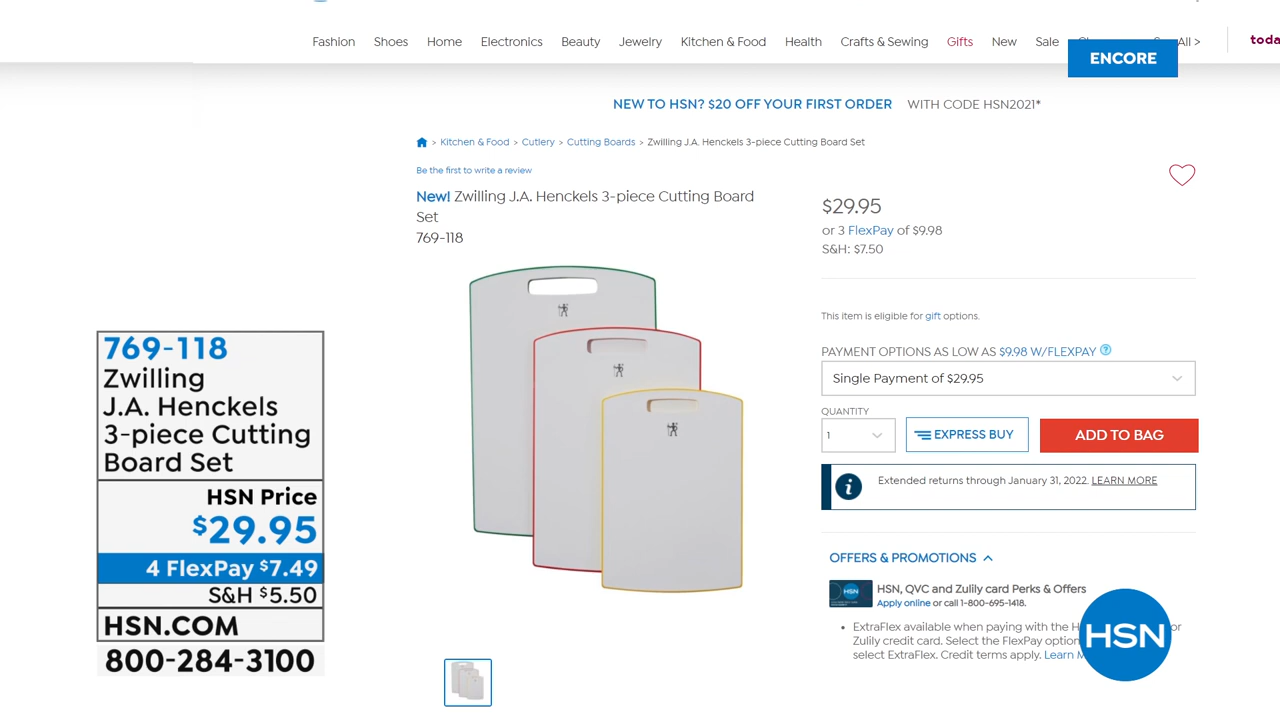 Fashion Shoes Home Electronics Beauty Jewelry Kitchen & Food Health Crafts & Sewing Gifts New Sale All >
toda
ENCORE
NEW TO HSN? $20 OFF YOUR FIRST ORDER WITH CODE HSN2021*
> Kitchen & Food > Cutlery > Cutting Boards > Zwilling J.A. Henckels 3-piece Cutting Board Set
Be the first to write a review
New! Zwilling J.A. Henckels 3-piece Cutting Board
Set
769-118
$29.95
or 3 FlexPay of $9.98
S&H: $7.50
This item is eligible for gift options.
PAYMENT OPTIONS AS LOW AS $9.98 W/FLEXPAY ?
Single Payment of $29.95
QUANTITY
1
EXPRESS BUY
ADD TO BAG
i Extended returns through January 31, 2022. LEARN MORE
OFFERS & PROMOTIONS
HSN
HSN, QVC and Zulily card Perks & Offers
Apply online or call 1-800-695-1418.
• ExtraFlex available when paying with the H or
Zulily credit card. Select the FlexPay option
select ExtraFlex. Credit terms apply. Learn M
HSN
769-118
Zwilling
J.A. Henckels
3-piece Cutting
Board Set
HSN Price
$29.95
4 FlexPay $7.49
S&H $5.50
HSN.COM
800-284-3100